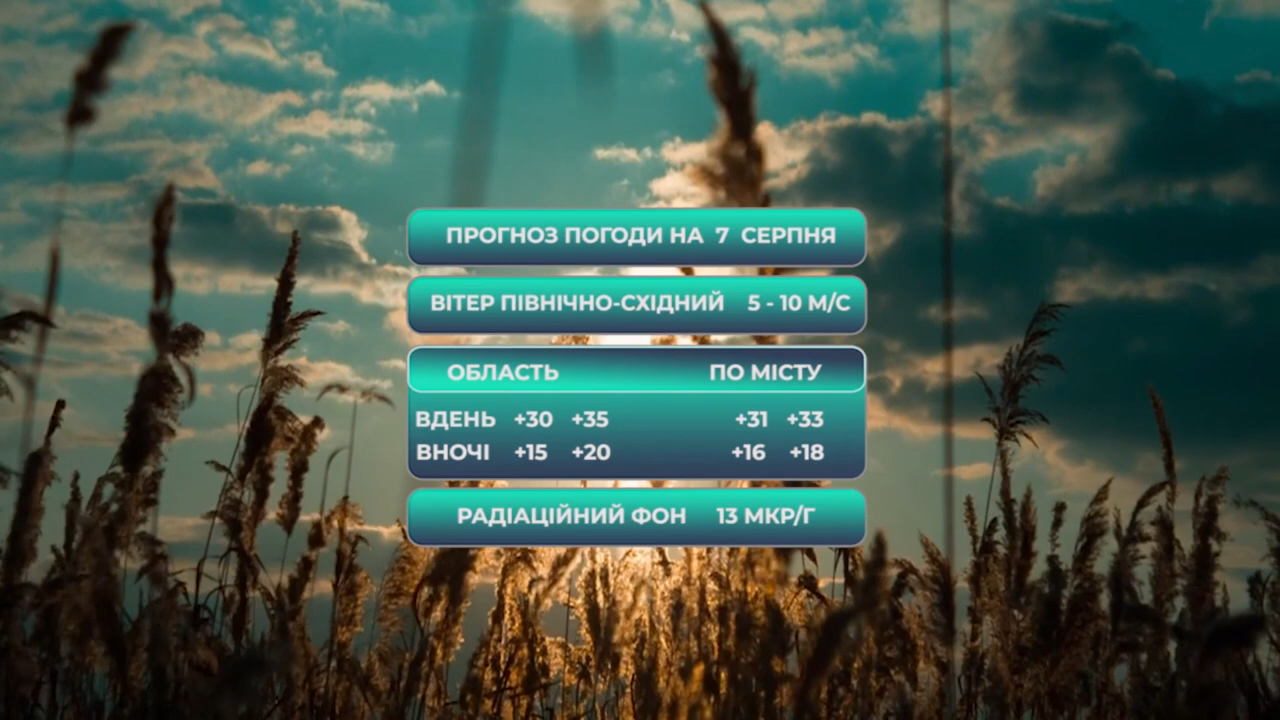 ПРОГНОЗ ПОГОДИ НА 7 СЕРПНЯ
ВІТЕР ПІВНІЧНО-СХІДНИЙ 5 - 10 М/С
ОБЛАСТЬ ПО МІСТУ
ВДЕНЬ +30 +35 +31 +33
ВНОЧІ +15 +20 +16 +18
РАДІАЦІЙНИЙ ФОН 13 МКР/Г